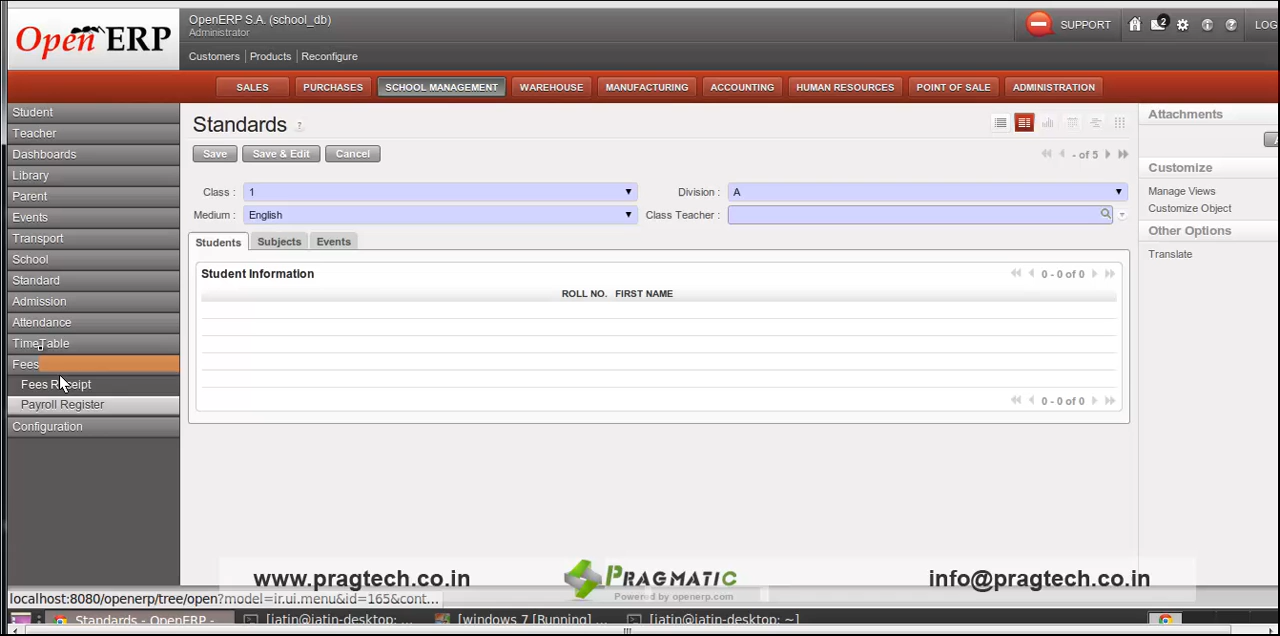 Open ERP
OpenERP S.A. (school_db)
Administrator
Customers | Products | Reconfigure
SUPPORT
2
LOG
SALES
PURCHASES
SCHOOL MANAGEMENT
WAREHOUSE
MANUFACTURING
ACCOUNTING
HUMAN RESOURCES
POINT OF SALE
ADMINISTRATION
Student
Teacher
Dashboards
Library
Parent
Events
Transport
School
Standard
Admission
Attendance
TimeTable
Fees
Fees Receipt
Payroll Register
Configuration
Standards ?
Save
Save & Edit
Cancel
- of 5
Class : 1
Division : A
Medium : English
Class Teacher :
Students
Subjects
Events
Student Information
0 - 0 of 0
ROLL NO. FIRST NAME
0 - 0 of 0
Attachments
Customize
Manage Views
Customize Object
Other Options
Translate
www.pragtech.co.in
PRAGMATIC
Powered by openerp.com
info@pragtech.co.in
localhost:8080/openerp/tree/open?model=ir.ui.menu&id=165&cont...
Standards - OpenERP -
[jatin@jatin-desktop: ...
[windows 7 [Running]...
[jatin@jatin-desktop: ~]